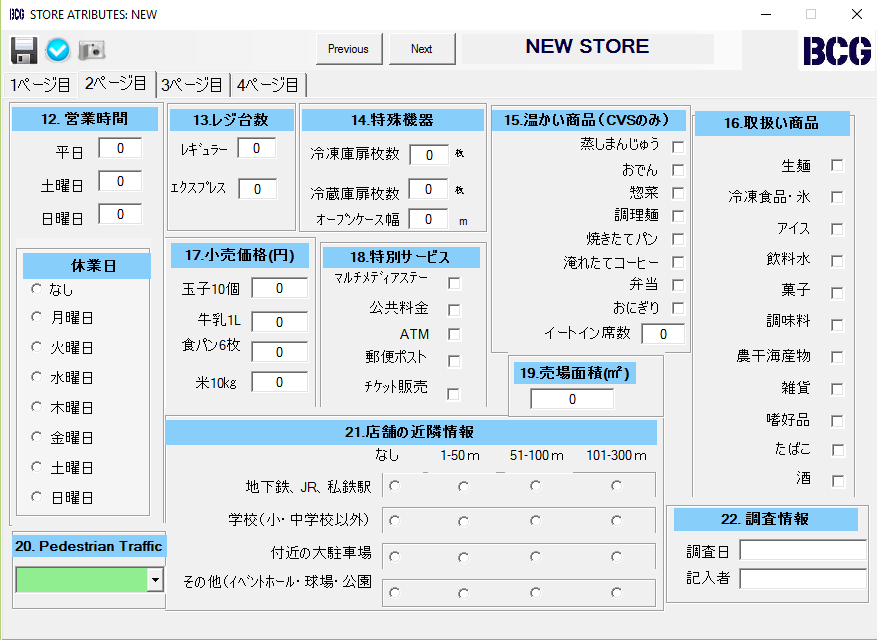 BCG STORE ATRIBUTES: NEW
Previous
Next
NEW STORE
BCG
1ページ目
2ページ目
3ページ目
4ページ目
12. 営業時間
平日 0
土曜日 0
日曜日 0
休業日
なし
月曜日
火曜日
水曜日
木曜日
金曜日
土曜日
日曜日
20. Pedestrian Traffic
13.レジ台数
レギュラー 0
エクスプレス 0
14.特殊機器
冷凍庫扉枚数 0 枚
冷蔵庫扉枚数 0 枚
オープンケース幅 0 m
15.温かい商品(CVSのみ)
蒸しまんじゅう
おでん
惣菜
調理麺
焼きたてパン
淹れたてコーヒー
弁当
おにぎり
イートイン席数 0
16.取扱い商品
生麺
冷凍食品・氷
アイス
飲料水
菓子
調味料
農干海産物
雑貨
嗜好品
たばこ
酒
17.小売価格(円)
玉子10個 0
牛乳1L 0
食パン6枚 0
米10kg 0
18.特別サービス
マルチメディアステー
公共料金
ATM
郵便ポスト
チケット販売
19.売場面積(㎡)
0
21.店舗の近隣情報
なし 1-50m 51-100m 101-300m
地下鉄、JR、私鉄駅
学校(小・中学校以外)
付近の大駐車場
その他(イベントホール・球場・公園
22. 調査情報
調査日
記入者